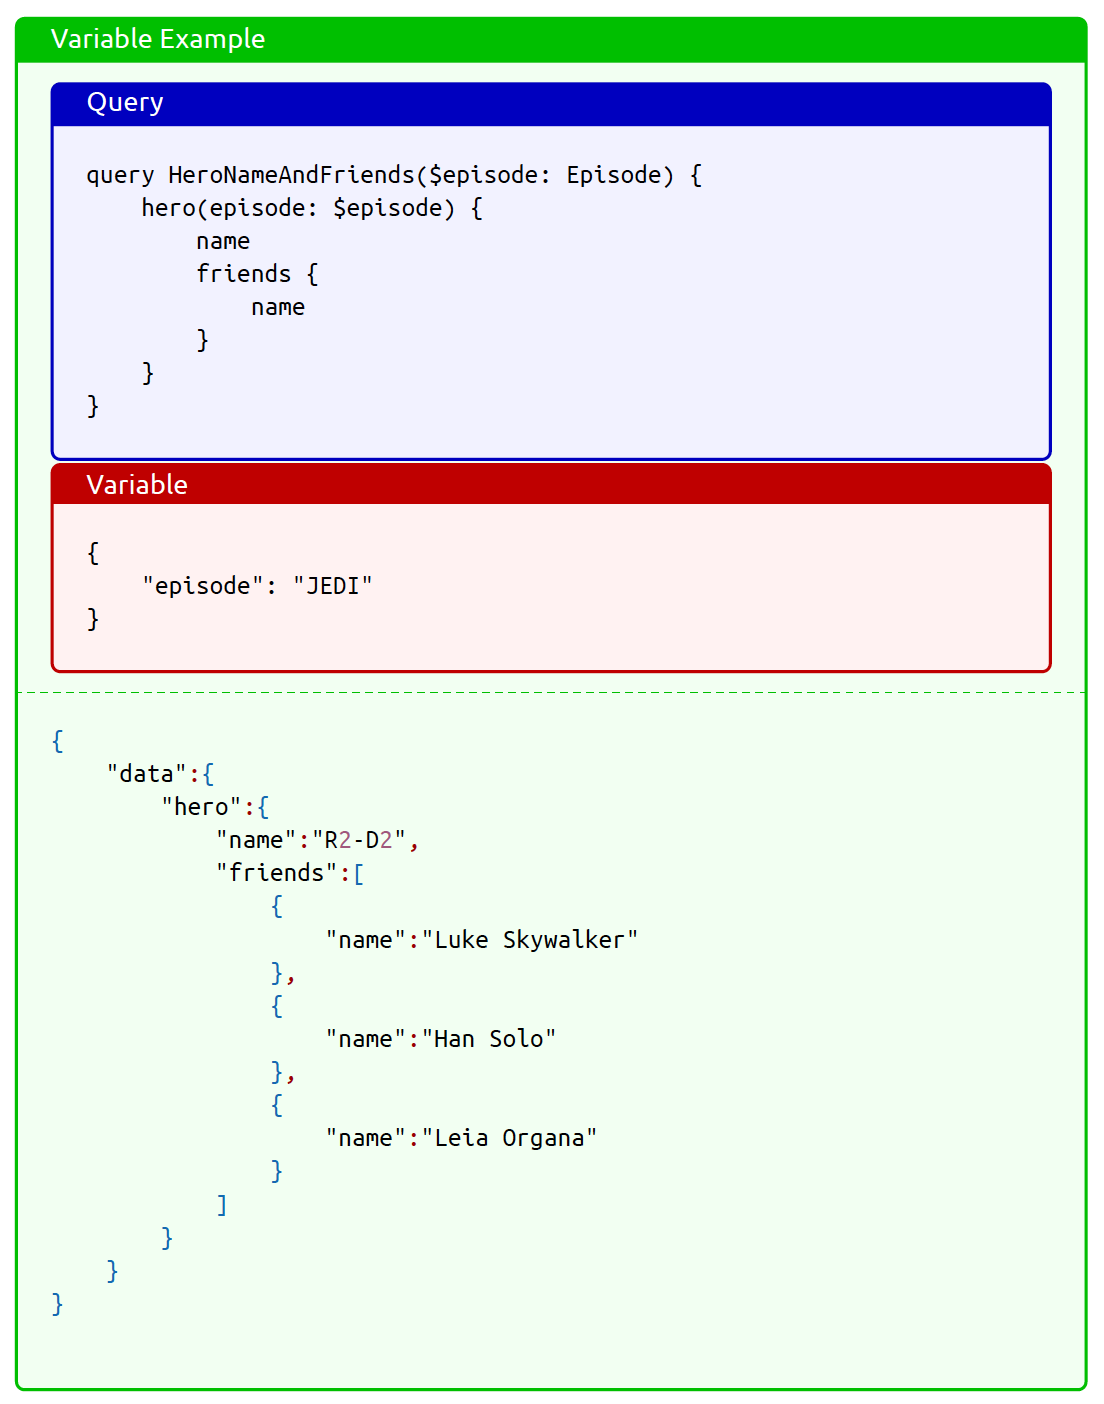 Variable Example
Query
query HeroNameAndFriends($episode: Episode) {
    hero(episode: $episode) {
        name
        friends {
            name
        }
    }
}
Variable
{
    "episode": "JEDI"
}
{
    "data":{
        "hero":{
            "name":"R2-D2",
            "friends":[
                {
                    "name":"Luke Skywalker"
                },
                {
                    "name":"Han Solo"
                },
                {
                    "name":"Leia Organa"
                }
            ]
        }
    }
}